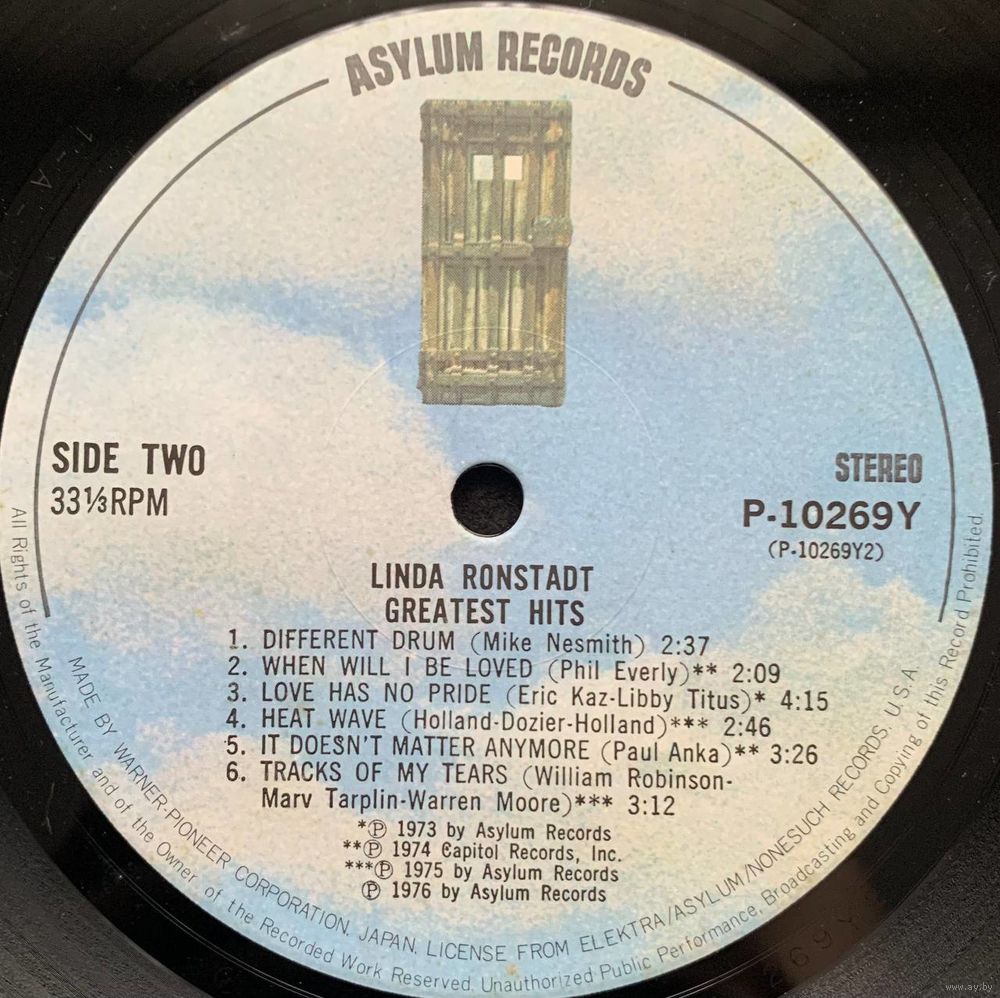 ASYLUM RECORDS
SIDE TWO
33⅓RPM
STEREO
P-10269Y
(P-10269Y2)
LINDA RONSTADT
GREATEST HITS
1. DIFFERENT DRUM (Mike Nesmith) 2:37
2. WHEN WILL I BE LOVED (Phil Everly)** 2:09
3. LOVE HAS NO PRIDE (Eric Kaz-Libby Titus)* 4:15
4. HEAT WAVE (Holland-Dozier-Holland)*** 2:46
5. IT DOESN'T MATTER ANYMORE (Paul Anka)** 3:26
6. TRACKS OF MY TEARS (William Robinson-
Marv Tarplin-Warren Moore)*** 3:12
*℗ 1973 by Asylum Records
**℗ 1974 Capitol Records, Inc.
***℗ 1975 by Asylum Records
℗ 1976 by Asylum Records
MADE BY WARNER-PIONEER CORPORATION, JAPAN, LICENSE FROM ELEKTRA/ASYLUM/NONESUCH RECORDS, U.S.A.
All Rights of the Manufacturer and of the Owner of the Recorded Work Reserved. Unauthorized Public Performance, Broadcasting and Copying of this Record Prohibited.
www.ay.by